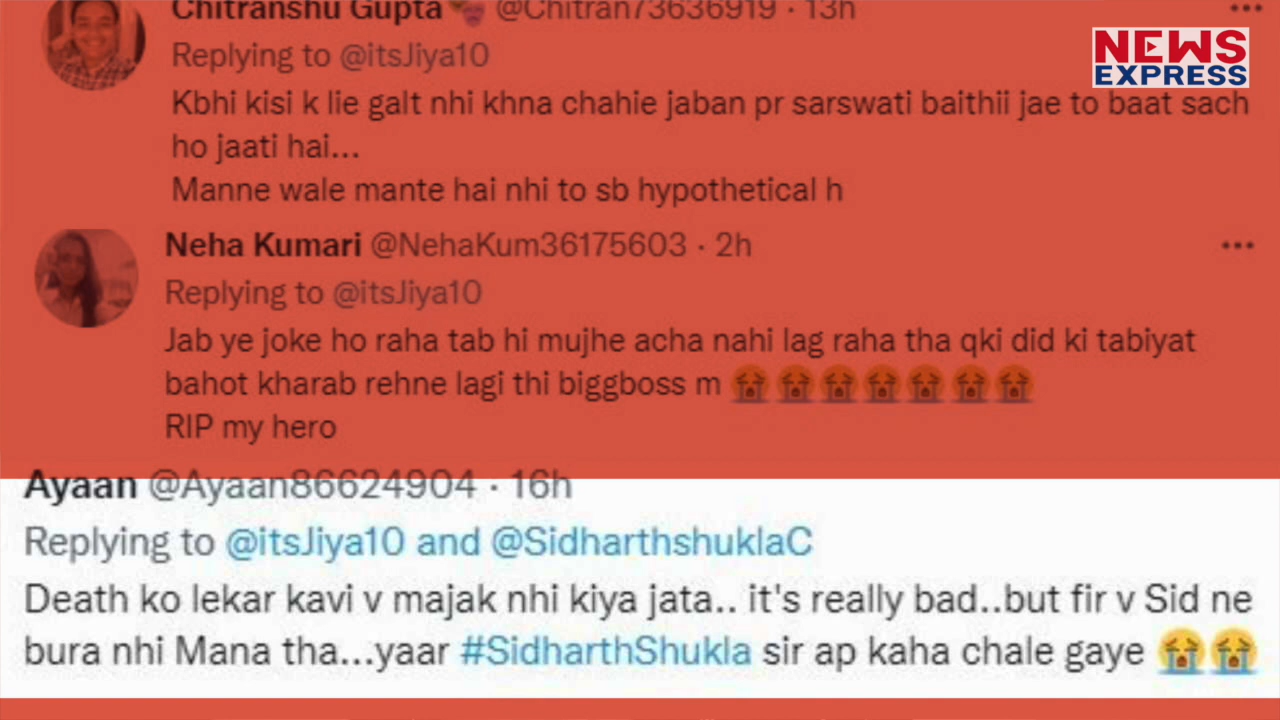 Chitranshu Gupta🎭 @Chitran73636919 · 13h
NEWS
EXPRESS
Replying to @itsJiya10
Kbhi kisi k lie galt nhi khna chahie jaban pr sarswati baithii jae to baat sach
ho jaati hai...
Manne wale mante hai nhi to sb hypothetical h
Neha Kumari @NehaKum36175603 · 2h
Replying to @itsJiya10
Jab ye joke ho raha tab hi mujhe acha nahi lag raha tha qki did ki tabiyat
bahot kharab rehne lagi thi biggboss m 😭😭😭😭😭😭😭
RIP my hero
Ayaan @Ayaan86624904 · 16h
Replying to @itsJiya10 and @SidharthshuklaC
Death ko lekar kavi v majak nhi kiya jata.. it's really bad..but fir v Sid ne
bura nhi Mana tha...yaar #SidharthShukla sir ap kaha chale gaye 😭😭